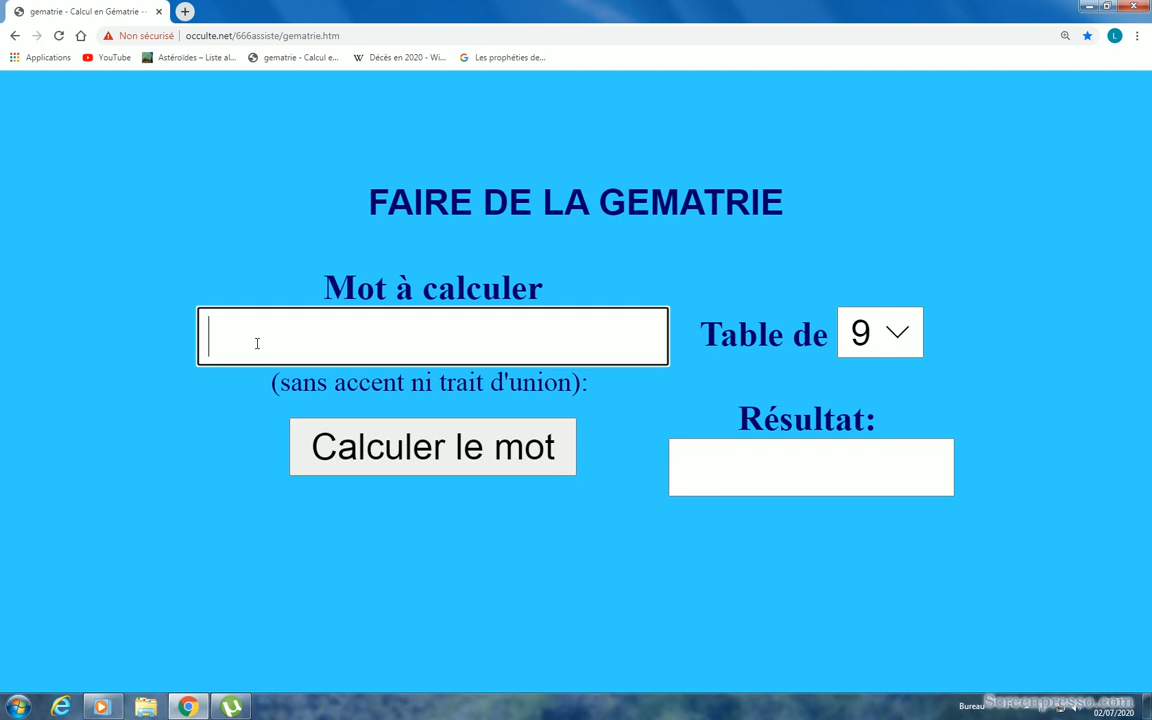 gematrie - Calcul en Gématrie -
Non sécurisé
occulte.net/666assiste/gematrie.htm
L
Applications
YouTube
Astéroïdes – Liste al...
gematrie - Calcul e...
W Décès en 2020 - Wi...
G Les prophéties de...
FAIRE DE LA GEMATRIE
Mot à calculer
Table de
9
(sans accent ni trait d'union):
Calculer le mot
Résultat:
Bureau
Screenpresso.com
02/07/2020